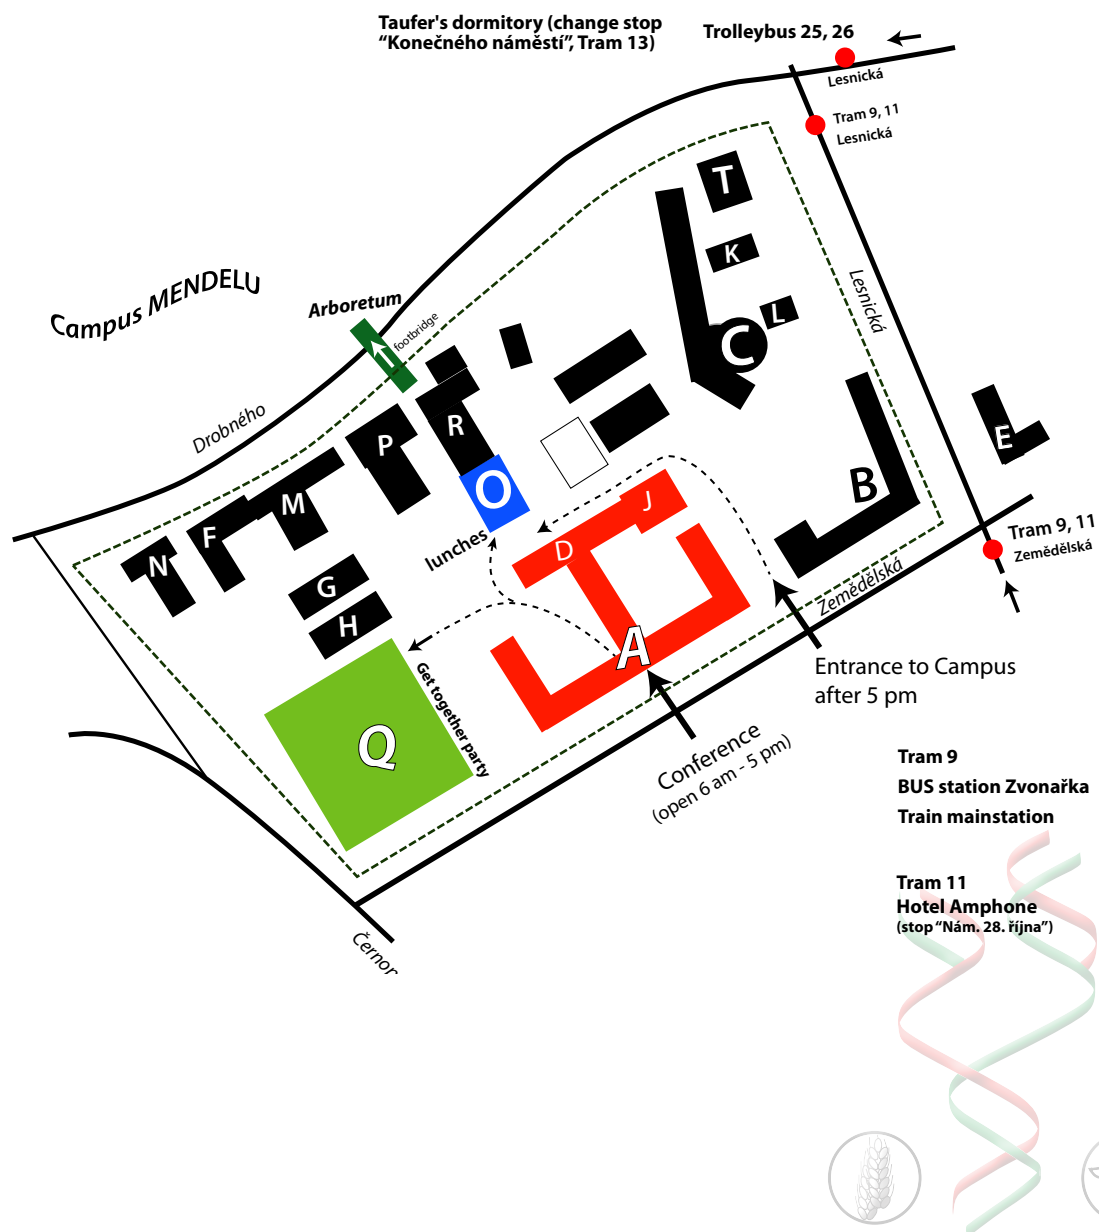 Taufer's dormitory (change stop
“Konečného náměstí”, Tram 13)
Trolleybus 25, 26
Lesnická
Tram 9, 11
Lesnická
T
K
L
C
Lesnická
Campus MENDELU
Arboretum
footbridge
Drobného
R
P
O
M
F
N
G
H
lunches
J
D
A
B
E
Tram 9, 11
Zemědělská
Zemědělská
Entrance to Campus
after 5 pm
Get together party
Q
Conference
(open 6 am - 5 pm)
Tram 9
BUS station Zvonařka
Train mainstation
Tram 11
Hotel Amphone
(stop “Nám. 28. října”)